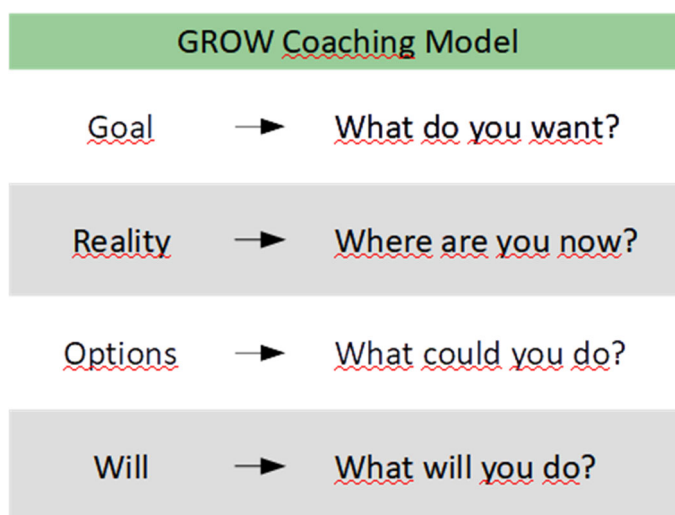 GROW Coaching Model
Goal → What do you want?
Reality → Where are you now?
Options → What could you do?
Will → What will you do?